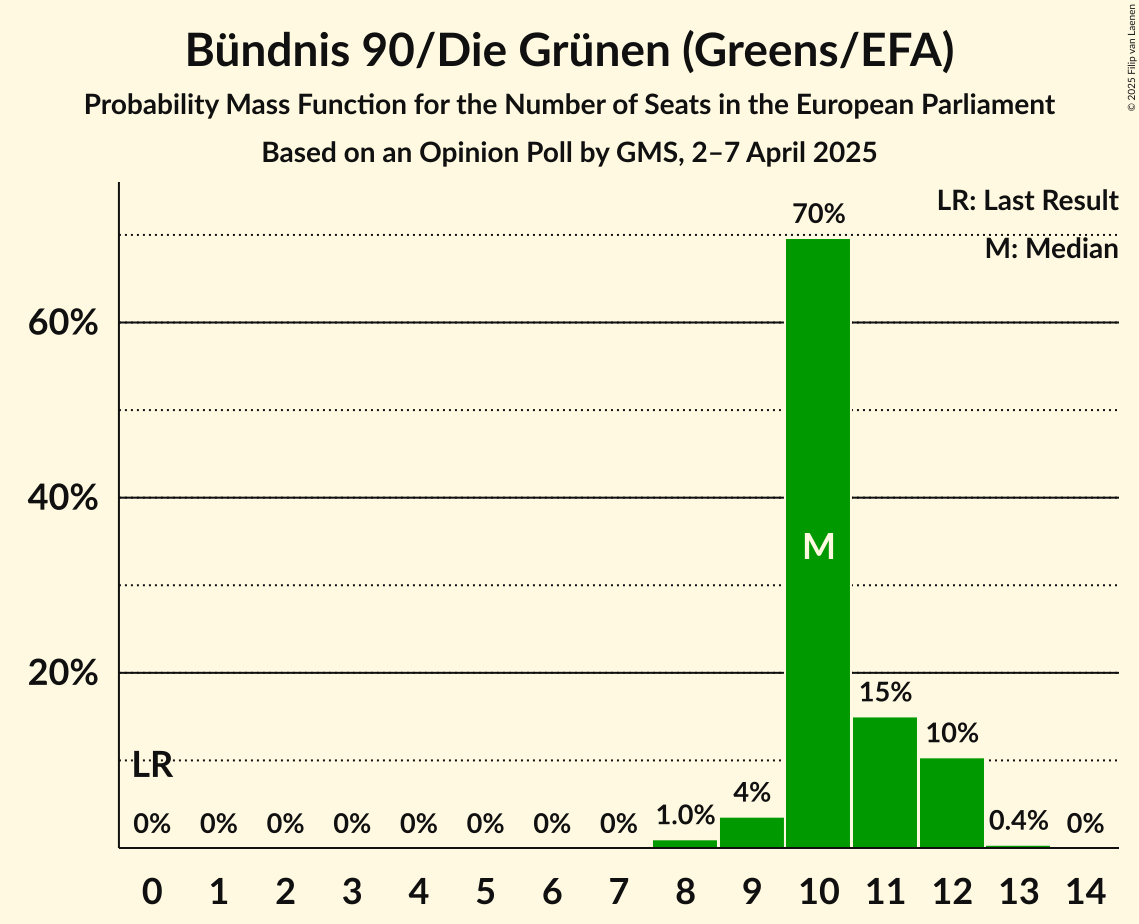 Bündnis 90/Die Grünen (Greens/EFA)
Probability Mass Function for the Number of Seats in the European Parliament
Based on an Opinion Poll by GMS, 2–7 April 2025
© 2025 Filip van Laenen
LR: Last Result
M: Median
70%
60%
40%
M
20%
15%
10%
LR
4%
1.0%
0.4%
0% 0% 0% 0% 0% 0% 0% 0% 0%
0 1 2 3 4 5 6 7 8 9 10 11 12 13 14